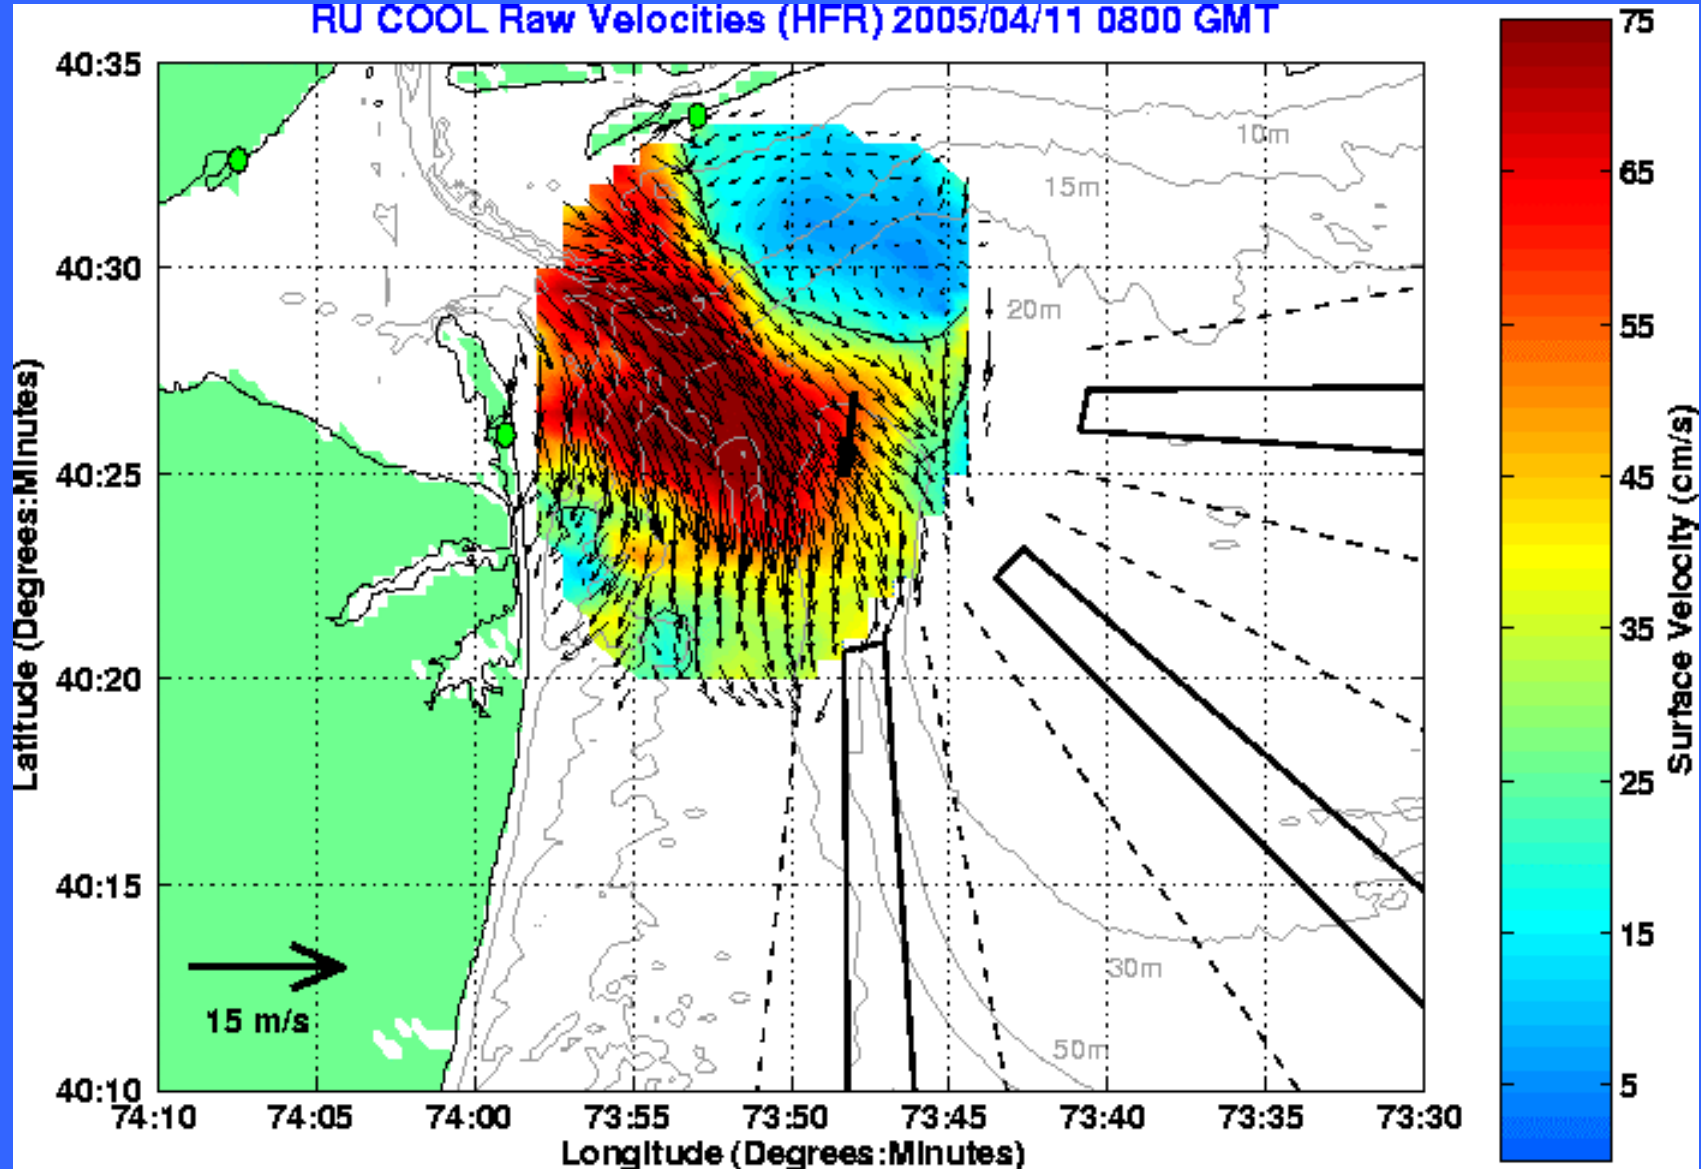 RU COOL Raw Velocities (HFR) 2005/04/11 0800 GMT
75
40:35
10m
65
15m
40:30
20m
55
Latitude (Degrees:Minutes)
40:25
45
Surface Velocity (cm/s)
35
40:20
25
40:15
15
30m
15 m/s
50m
5
40:10
74:10 74:05 74:00 73:55 73:50 73:45 73:40 73:35 73:30
Longitude (Degrees:Minutes)